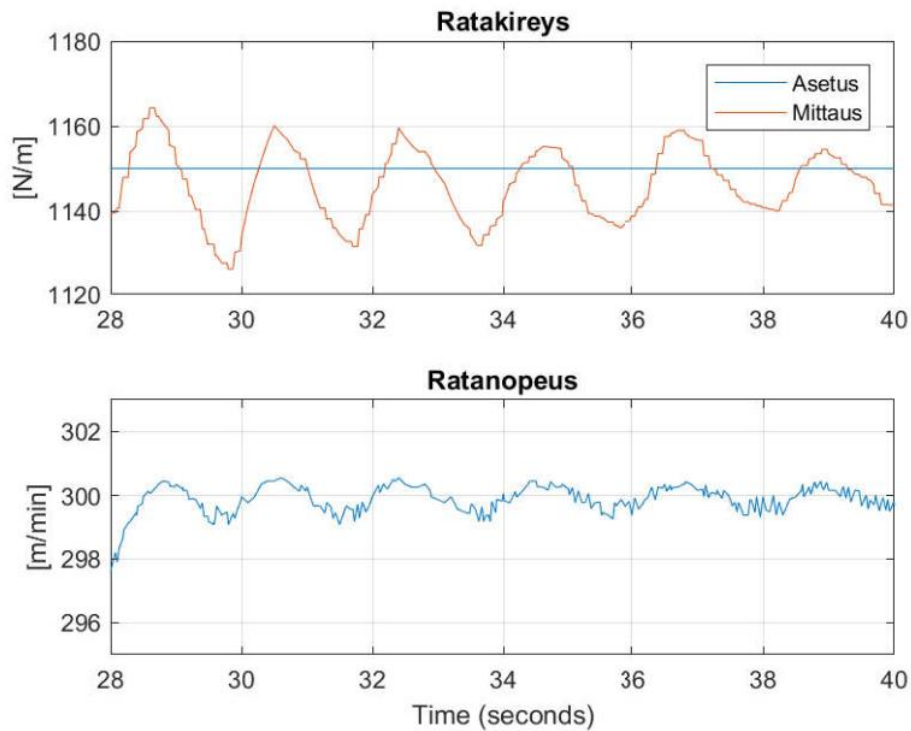 Ratakireys
[N/m]
1180
1160
1140
1120
Asetus
Mittaus
28 30 32 34 36 38 40
Ratanopeus
[m/min]
302
300
298
296
28 30 32 34 36 38 40
Time (seconds)